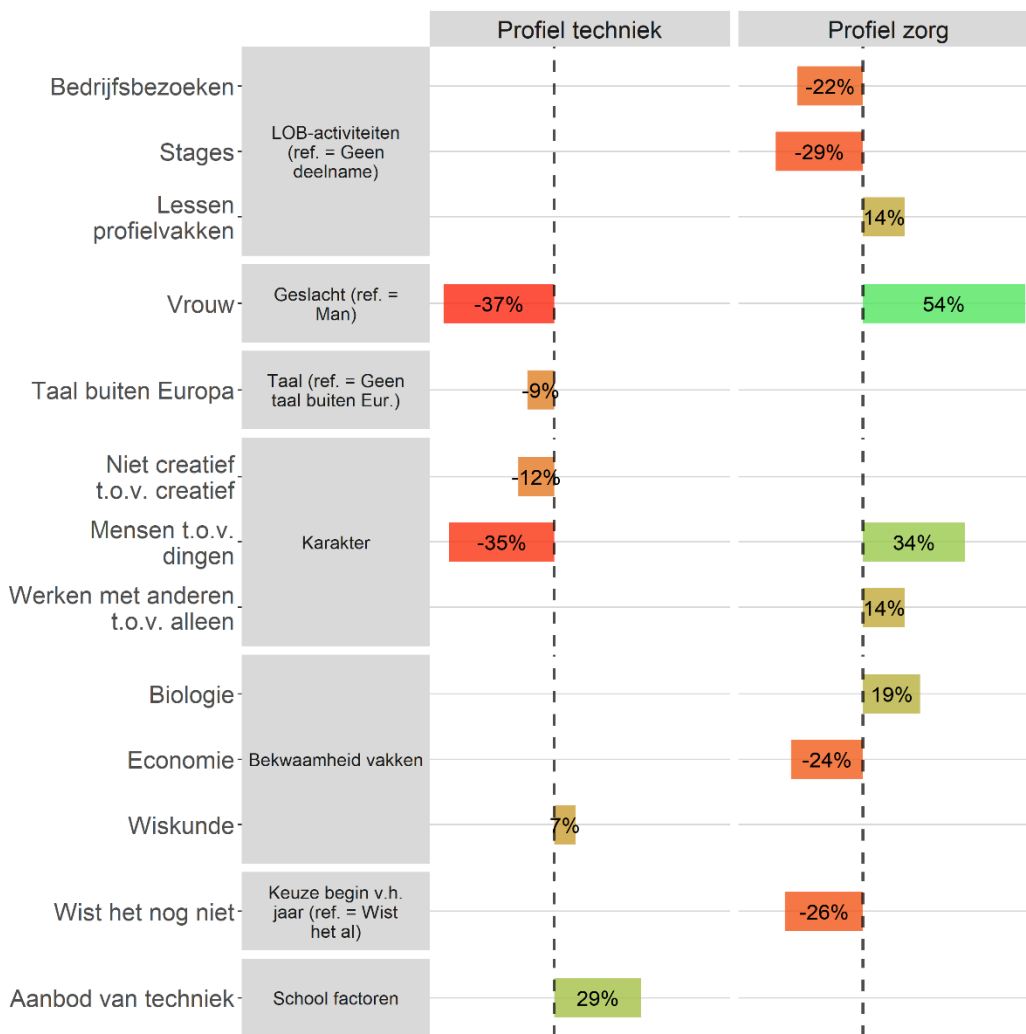 Profiel techniek
Profiel zorg
Bedrijfsbezoeken
LOB-activiteiten
(ref. = Geen
deelname)
-22%
Stages
-29%
Lessen
profielvakken
14%
Vrouw
Geslacht (ref. =
Man)
-37%
54%
Taal buiten Europa
Taal (ref. = Geen
taal buiten Eur.)
-9%
Niet creatief
t.o.v. creatief
-12%
Mensen t.o.v.
dingen
Karakter
-35%
34%
Werken met anderen
t.o.v. alleen
14%
Biologie
19%
Economie
Bekwaamheid vakken
-24%
Wiskunde
7%
Wist het nog niet
Keuze begin v.h.
jaar (ref. = Wist
het al)
-26%
Aanbod van techniek
School factoren
29%